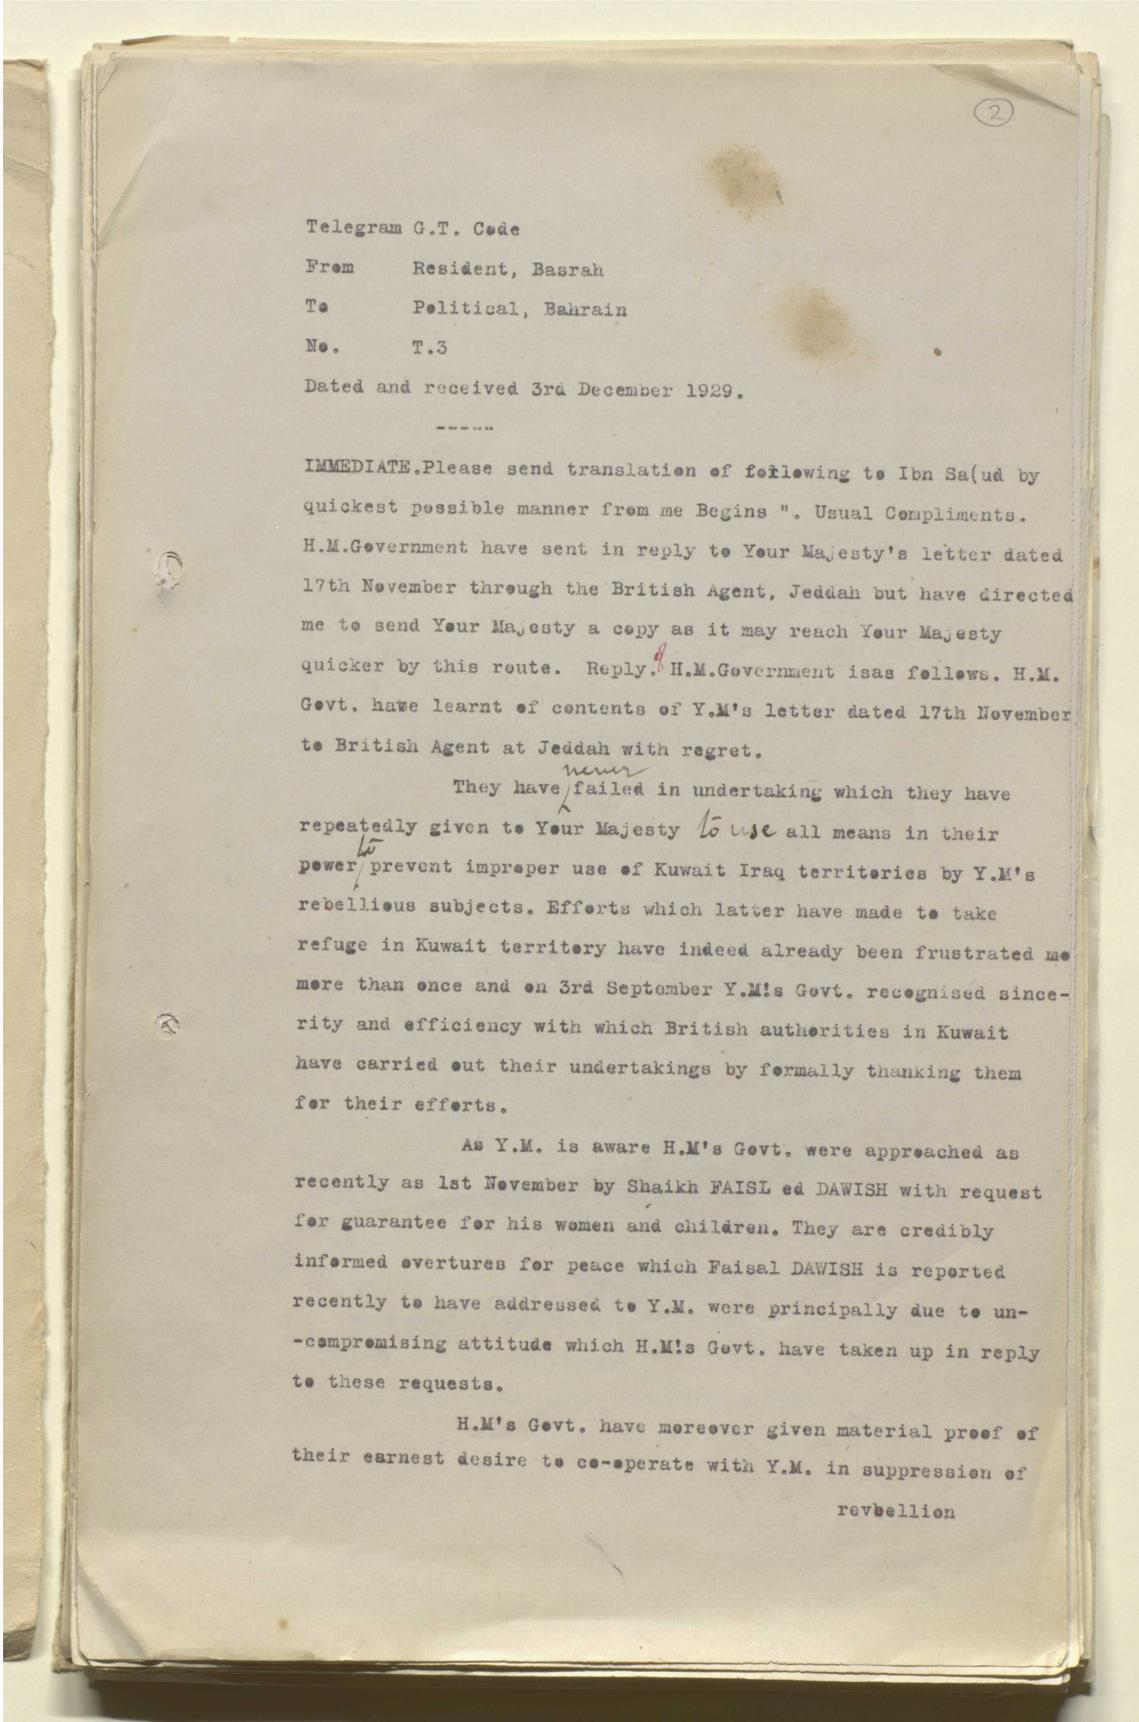 2
Telegram G.T. Code
From Resident, Basrah
To Political, Bahrain
No. T.3
Dated and received 3rd December 1929.
------
IMMEDIATE.Please send translation of following to Ibn Sa(ud by
quickest possible manner from me Begins ". Usual Compliments.
H.M.Government have sent in reply to Your Majesty's letter dated
17th November through the British Agent, Jeddah but have directed
me to send Your Majesty a copy as it may reach Your Majesty
quicker by this route. Reply. of H.M.Government isas follows. H.M.
Govt. have learnt of contents of Y.M's letter dated 17th November
to British Agent at Jeddah with regret.
never
They have failed in undertaking which they have
repeatedly given to Your Majesty to use all means in their
to
power prevent improper use of Kuwait Iraq territories by Y.M's
rebellious subjects. Efforts which latter have made to take
refuge in Kuwait territory have indeed already been frustrated mo
more than once and on 3rd September Y.M!s Govt. recognised since-
rity and efficiency with which British authorities in Kuwait
have carried out their undertakings by formally thanking them
for their efforts.
As Y.M. is aware H.M's Govt. were approached as
recently as 1st November by Shaikh FAISL ed DAWISH with request
for guarantee for his women and children. They are credibly
informed overtures for peace which Faisal DAWISH is reported
recently to have addressed to Y.M. were principally due to un-
-compromising attitude which H.M!s Govt. have taken up in reply
to these requests.
H.M's Govt. have moreover given material proof of
their earnest desire to co-operate with Y.M. in suppression of
revbellion